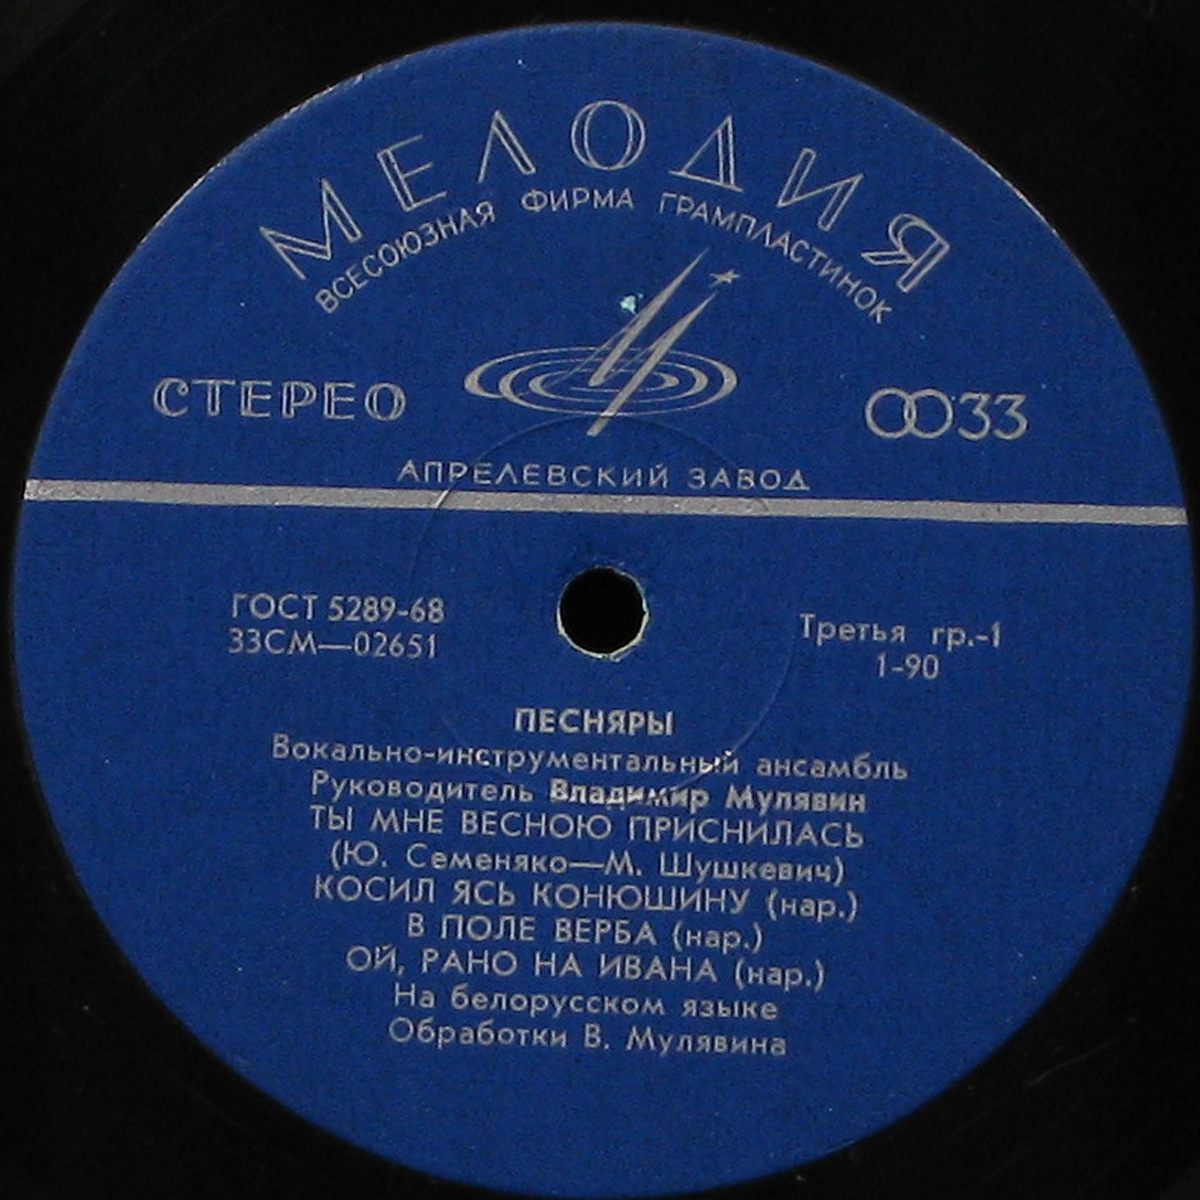 МЕЛОДИЯ
ВСЕСОЮЗНАЯ ФИРМА ГРАМПЛАСТИНОК
СТЕРЕО
33
АПРЕЛЕВСКИЙ ЗАВОД
ГОСТ 5289-68
33СМ—02651
Третья гр.-1
1-90
ПЕСНЯРЫ
Вокально-инструментальный ансамбль
Руководитель Владимир Мулявин
ТЫ МНЕ ВЕСНОЮ ПРИСНИЛАСЬ
(Ю. Семеняко—М. Шушкевич)
КОСИЛ ЯСЬ КОНЮШИНУ (нар.)
В ПОЛЕ ВЕРБА (нар.)
ОЙ, РАНО НА ИВАНА (нар.)
На белорусском языке
Обработки В. Мулявина